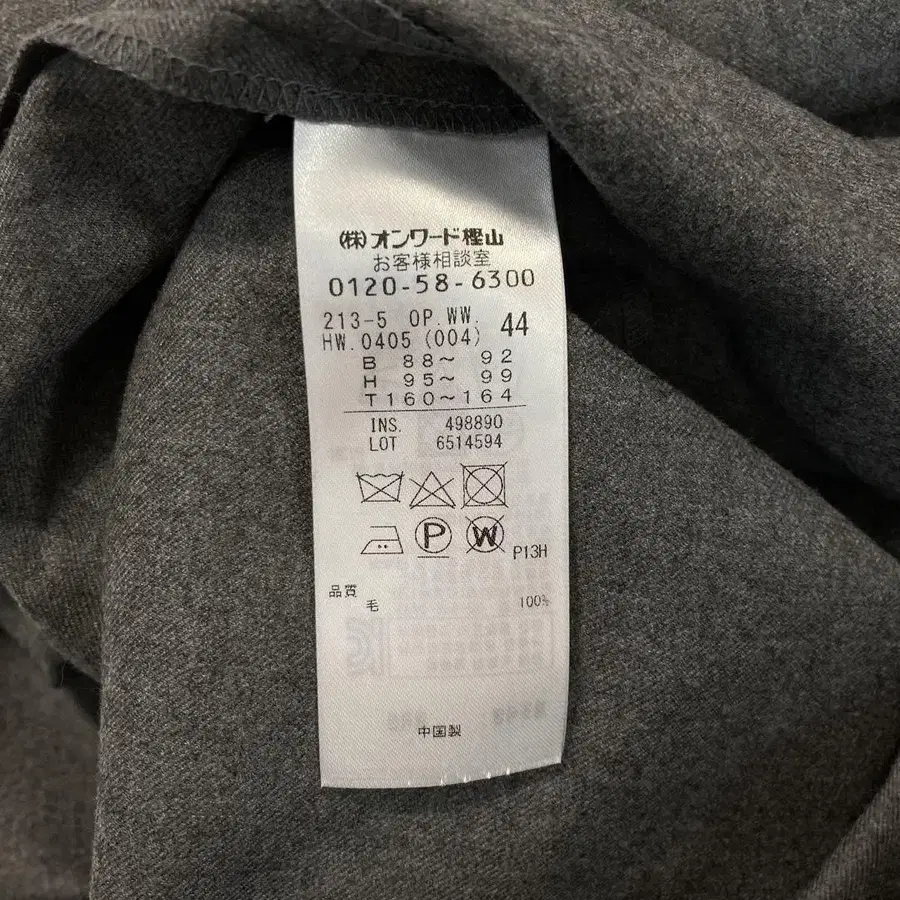 (株)オンワード樫山
お客様相談室
0120-58-6300
213-5 OP.WW. 44
HW.0405 (004)
B 88~ 92
H 95~ 99
T160~164
INS. 498890
LOT 6514594
P W P13H
品質
毛 100%
中国製